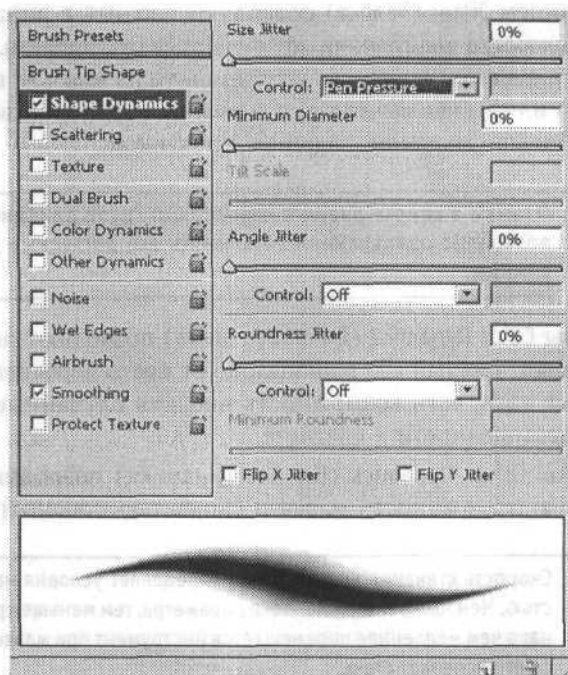 Brush Presets
Brush Tip Shape
Shape Dynamics
Scattering
Texture
Dual Brush
Color Dynamics
Other Dynamics
Noise
Wet Edges
Airbrush
Smoothing
Protect Texture
Size Jitter 0%
Control: Pen Pressure
Minimum Diameter 0%
Tilt Scale
Angle Jitter 0%
Control: Off
Roundness Jitter 0%
Control: Off
Minimum Roundness
Flip X Jitter Flip Y Jitter